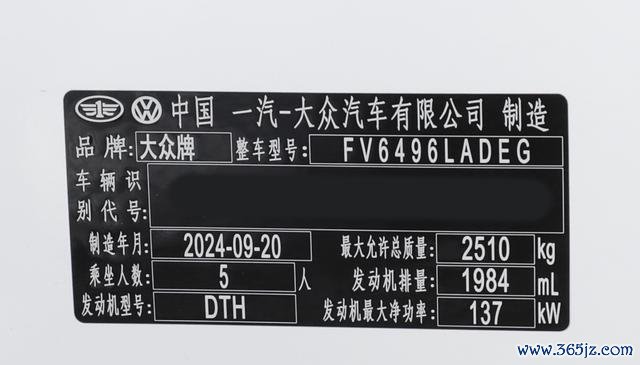 中国 一汽-大众汽车有限公司 制造
品牌: 大众牌 整车型号: FV6496LADEG
车辆识
别代号:
制造年月: 2024-09-20 最大允许总质量: 2510 kg
乘坐人数: 5 人 发动机排量: 1984 mL
发动机型号: DTH 发动机最大净功率: 137 kW
www.365jz.com